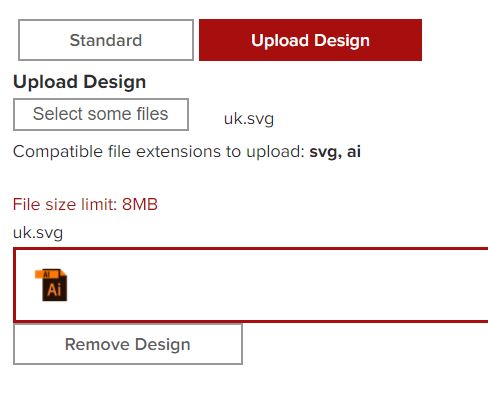 Standard Upload Design
Upload Design
Select some files uk.svg
Compatible file extensions to upload: svg, ai
File size limit: 8MB
uk.svg
Ai
Ai
Remove Design